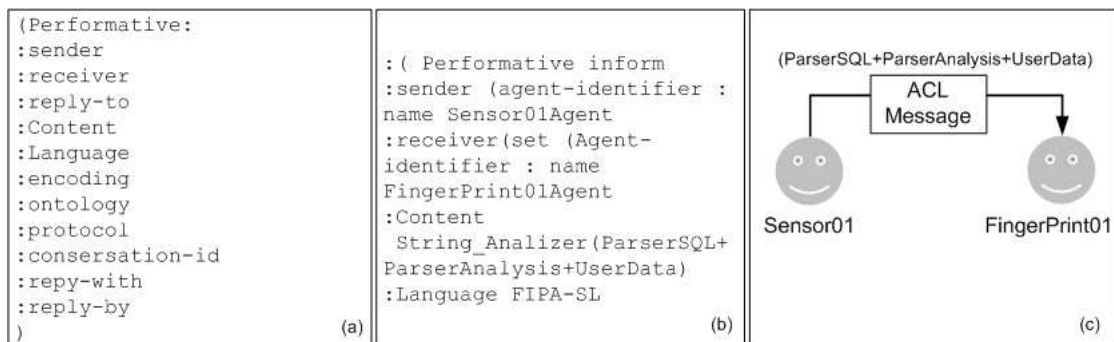 (Performative:
:sender
:receiver
:reply-to
:Content
:Language
:encoding
:ontology
:protocol
:consersation-id
:repy-with
:reply-by
)
(a)
:( Performative inform
:sender (agent-identifier :
name Sensor01Agent
:receiver(set (Agent-
identifier : name
FingerPrint01Agent
:Content
String_Analizer(ParserSQL+
ParserAnalysis+UserData)
:Language FIPA-SL
(b)
(ParserSQL+ParserAnalysis+UserData)
ACL
Message
Sensor01
FingerPrint01
(c)